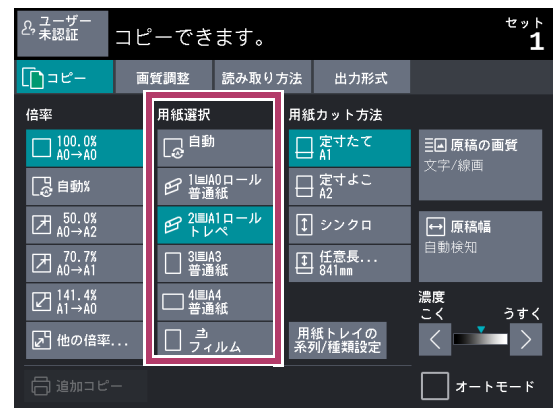 ユーザー
未認証
コピーできます。
セット
1
コピー
画質調整
読み取り方法
出力形式
倍率
100.0%
A0→A0
自動%
50.0%
A0→A2
70.7%
A0→A1
141.4%
A1→A0
他の倍率...
用紙選択
自動
1 A0ロール
普通紙
2 A1ロール
トレペ
3 A3
普通紙
4 A4
普通紙
フィルム
用紙カット方法
定寸たて
A1
定寸よこ
A2
シンクロ
任意長...
841mm
用紙トレイの
系列/種類設定
原稿の画質
文字/線画
原稿幅
自動検知
濃度
こく
うすく
追加コピー
オートモード